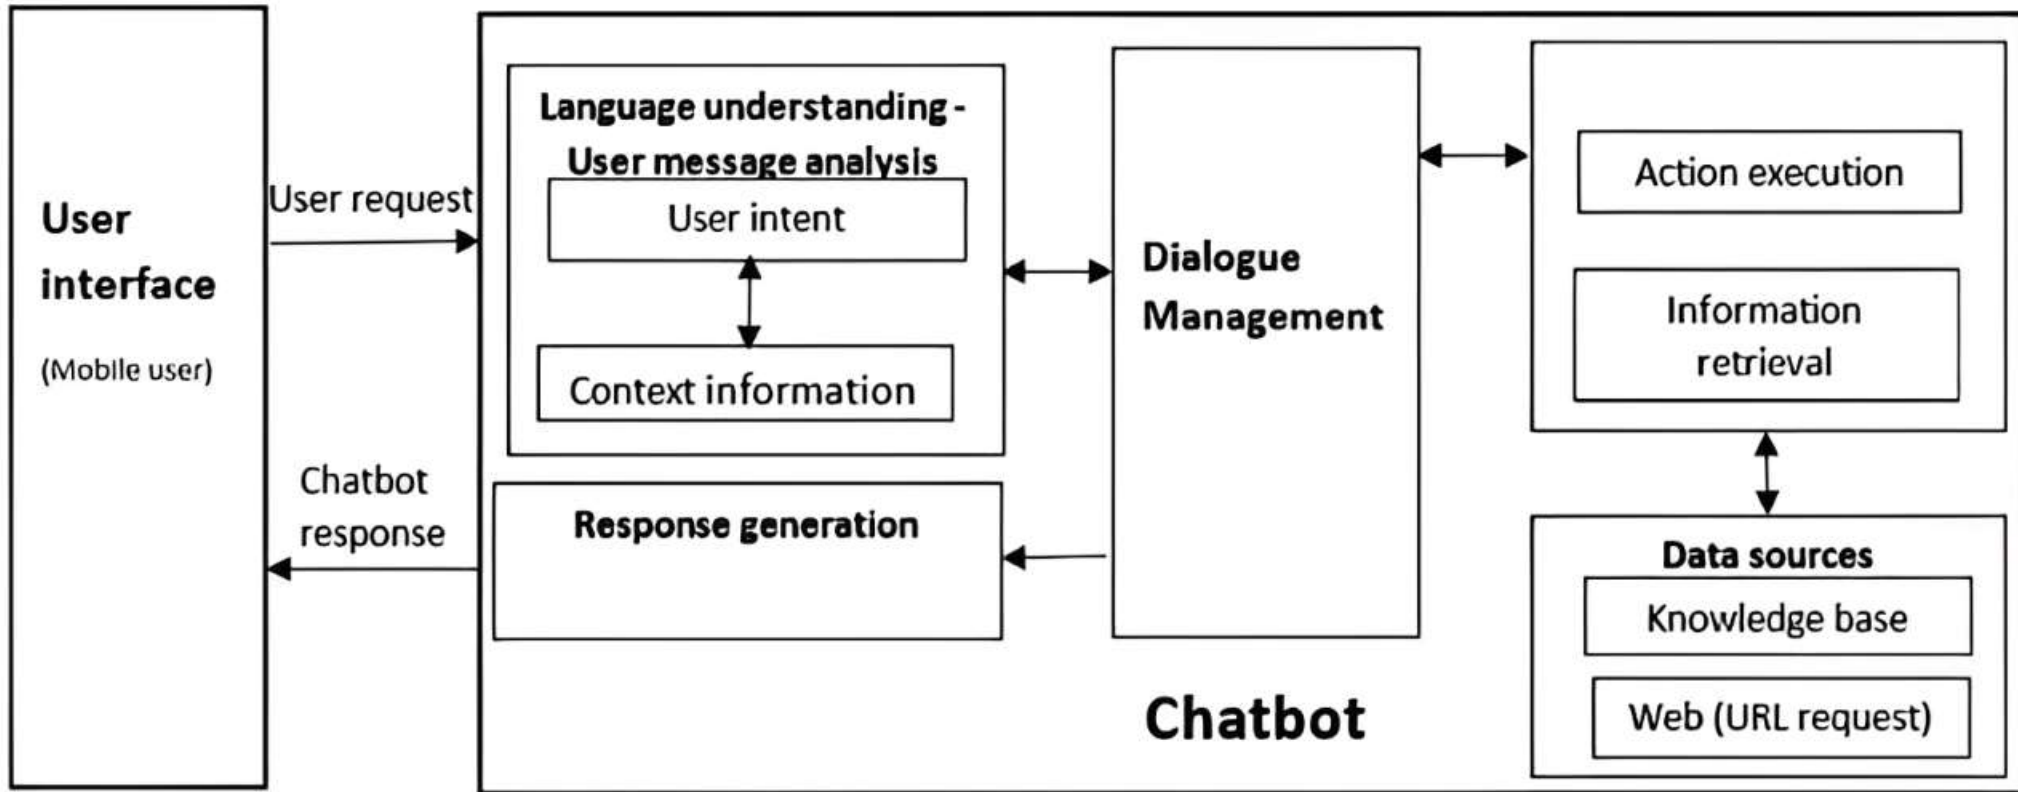 User
interface
(Mobile user)
User request
Chatbot
response
Language understanding -
User message analysis
User intent
Context information
Response generation
Dialogue
Management
Action execution
Information
retrieval
Data sources
Knowledge base
Web (URL request)
Chatbot